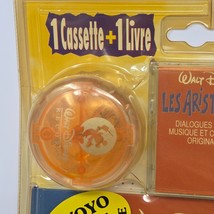 1 Cassette + 1 Livre
WALT D
LES ARIST
DIALOGUES
MUSIQUE ET C
ORIGINA
YOYO